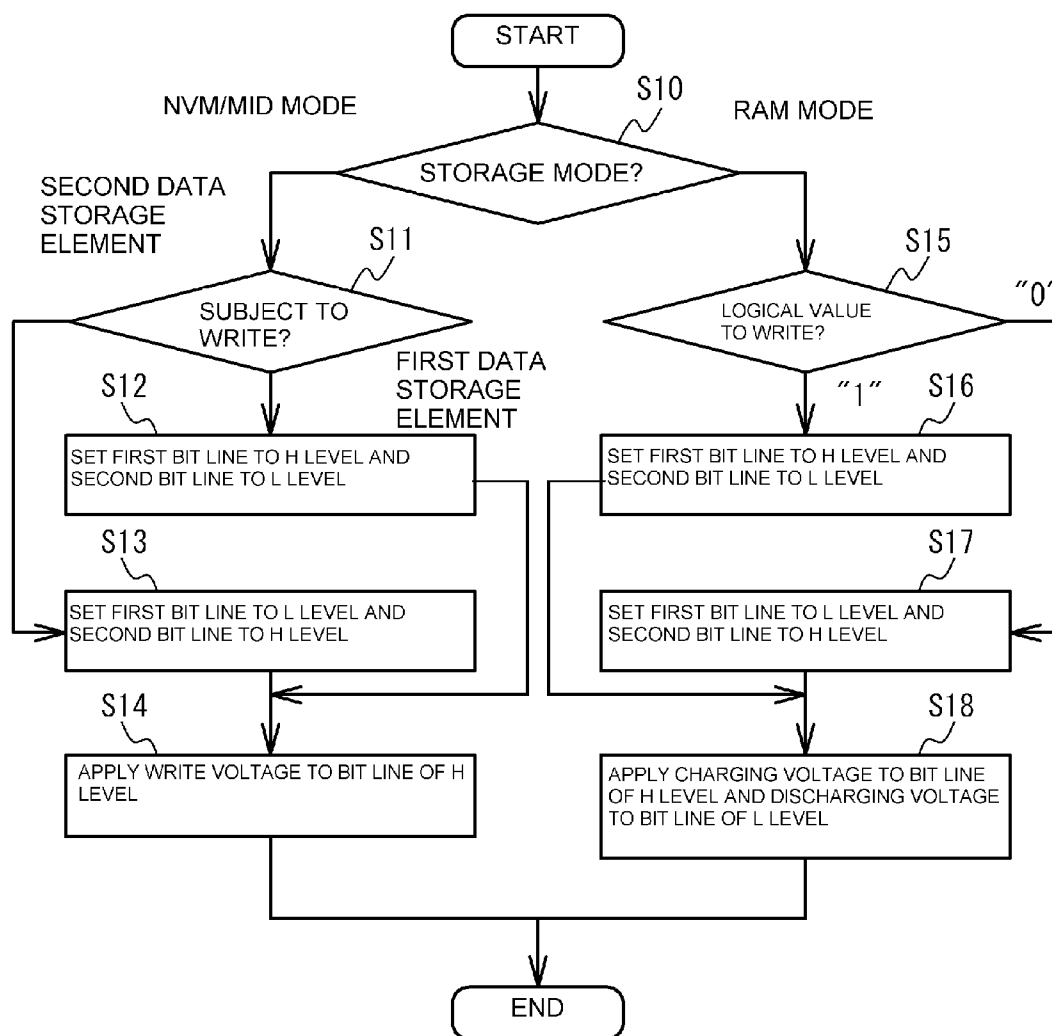 START
S10
NVM/MID MODE
RAM MODE
STORAGE MODE?
SECOND DATA
STORAGE
ELEMENT
S11
S15
"0"
SUBJECT TO
WRITE?
LOGICAL VALUE
TO WRITE?
FIRST DATA
STORAGE
ELEMENT
S12
"1"
S16
SET FIRST BIT LINE TO H LEVEL AND
SECOND BIT LINE TO L LEVEL
SET FIRST BIT LINE TO H LEVEL AND
SECOND BIT LINE TO L LEVEL
S13
S17
SET FIRST BIT LINE TO L LEVEL AND
SECOND BIT LINE TO H LEVEL
SET FIRST BIT LINE TO L LEVEL AND
SECOND BIT LINE TO H LEVEL
S14
S18
APPLY WRITE VOLTAGE TO BIT LINE OF H
LEVEL
APPLY CHARGING VOLTAGE TO BIT LINE
OF H LEVEL AND DISCHARGING VOLTAGE
TO BIT LINE OF L LEVEL
END